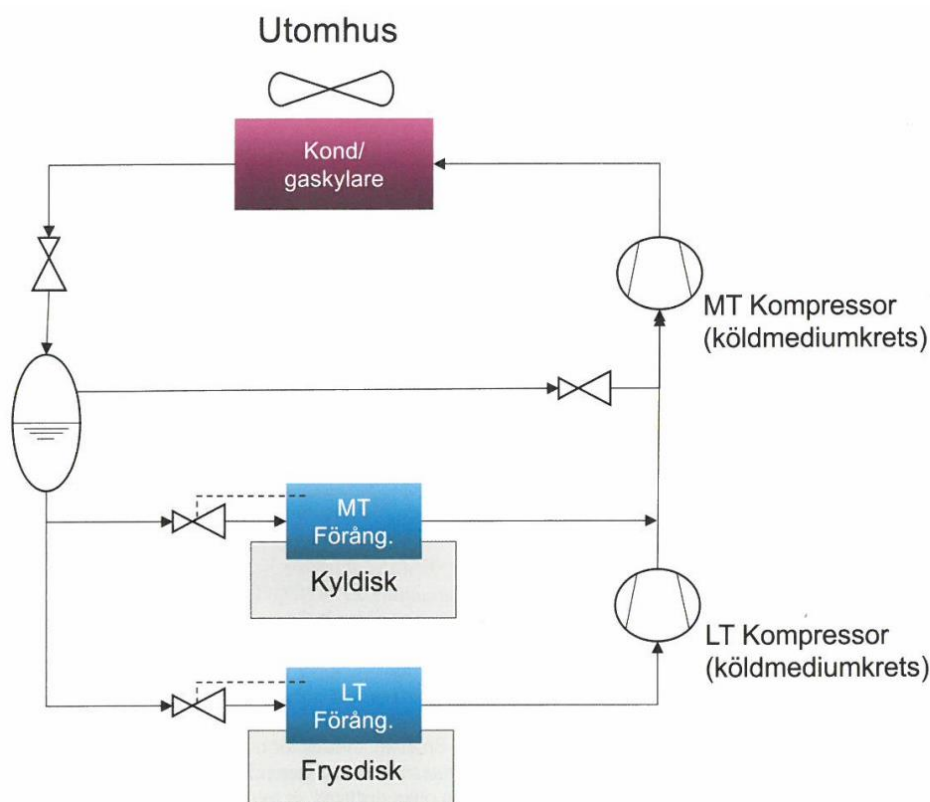 Utomhus
Kond/
gaskylare
MT Kompressor
(köldmediumkrets)
MT
Förång.
Kyldisk
LT Kompressor
(köldmediumkrets)
LT
Förång.
Frysdisk